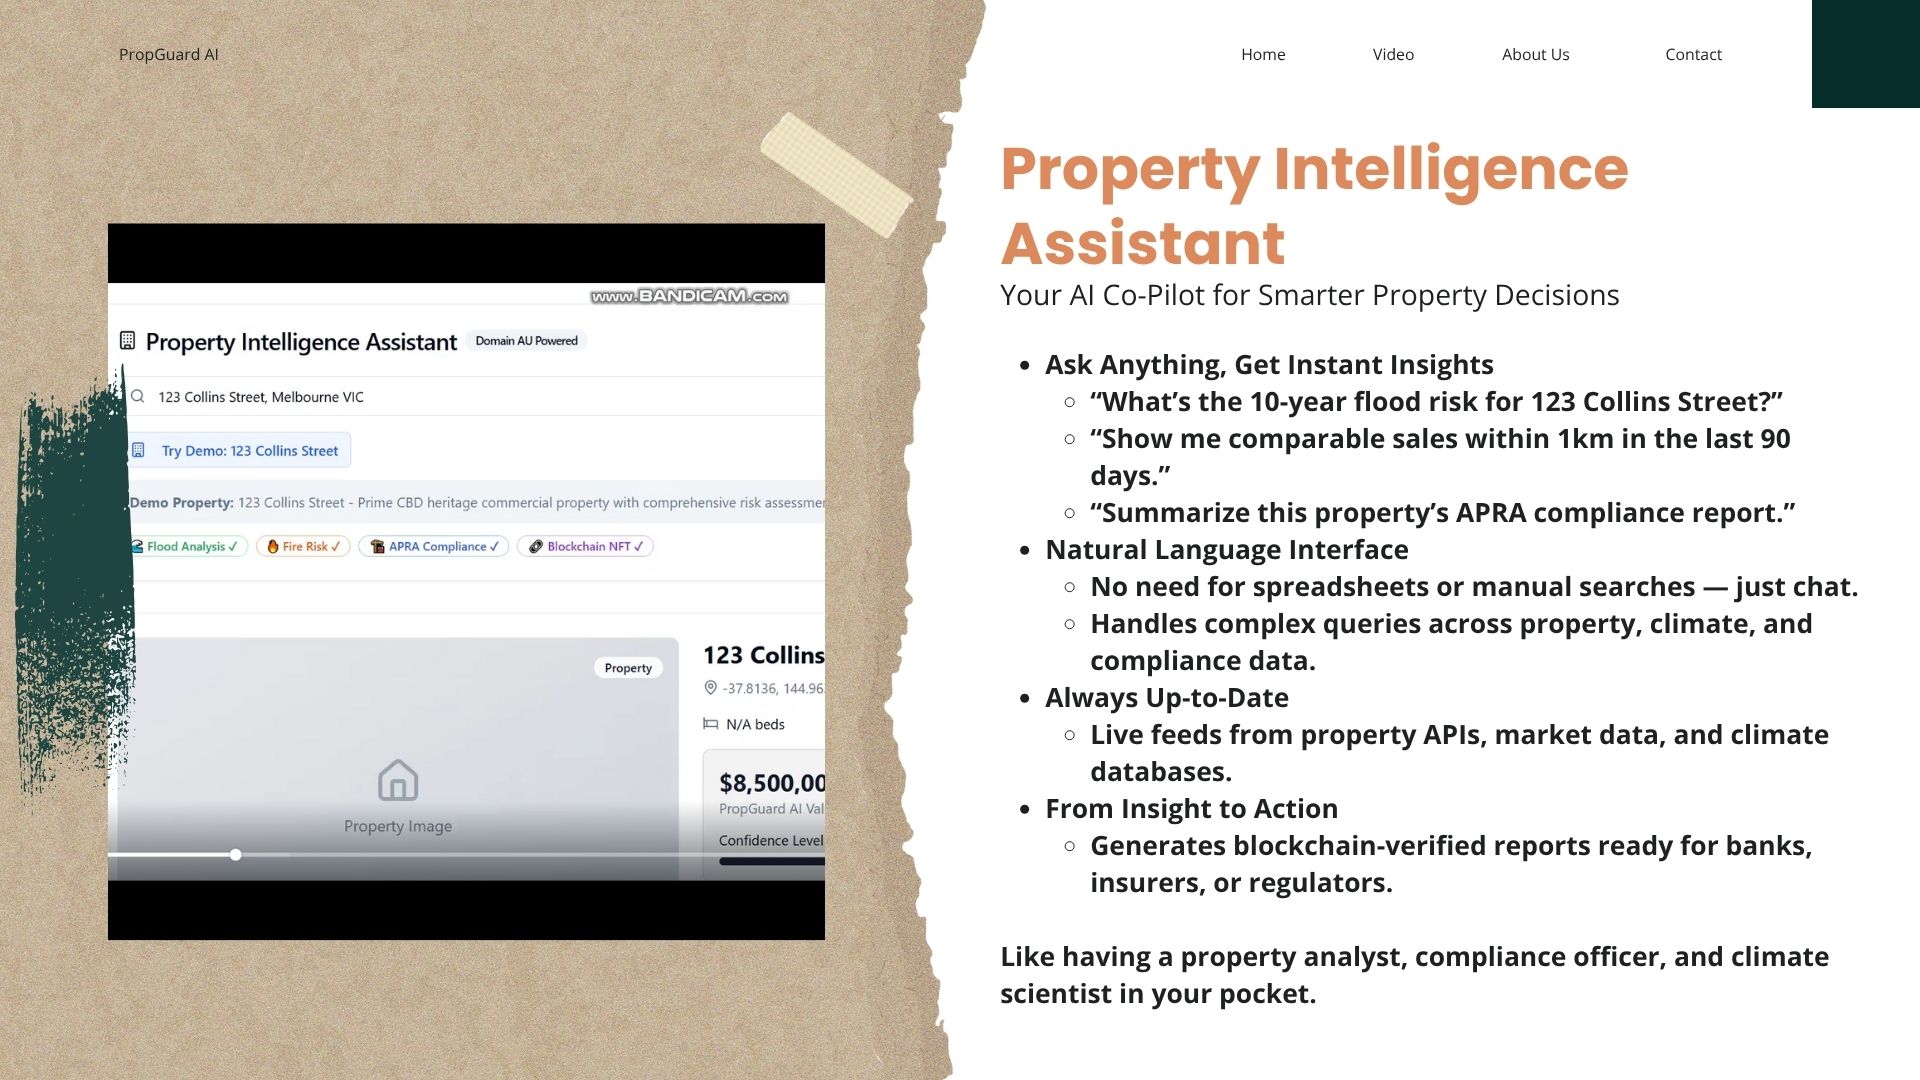 PropGuard AI
Home
Video
About Us
Contact
www.BANDICAM.com
Property Intelligence Assistant
Domain AU Powered
123 Collins Street, Melbourne VIC
Try Demo: 123 Collins Street
Demo Property: 123 Collins Street - Prime CBD heritage commercial property with comprehensive risk assessmer
Flood Analysis ✓
Fire Risk ✓
APRA Compliance ✓
Blockchain NFT ✓
Property
Property Image
123 Collins
-37.8136, 144.96
N/A beds
$8,500,00
PropGuard AI Val
Confidence Level
Property Intelligence
Assistant
Your AI Co-Pilot for Smarter Property Decisions
• Ask Anything, Get Instant Insights
○ “What’s the 10-year flood risk for 123 Collins Street?”
○ “Show me comparable sales within 1km in the last 90
days.”
○ “Summarize this property’s APRA compliance report.”
• Natural Language Interface
○ No need for spreadsheets or manual searches — just chat.
○ Handles complex queries across property, climate, and
compliance data.
• Always Up-to-Date
○ Live feeds from property APIs, market data, and climate
databases.
• From Insight to Action
○ Generates blockchain-verified reports ready for banks,
insurers, or regulators.
Like having a property analyst, compliance officer, and climate
scientist in your pocket.